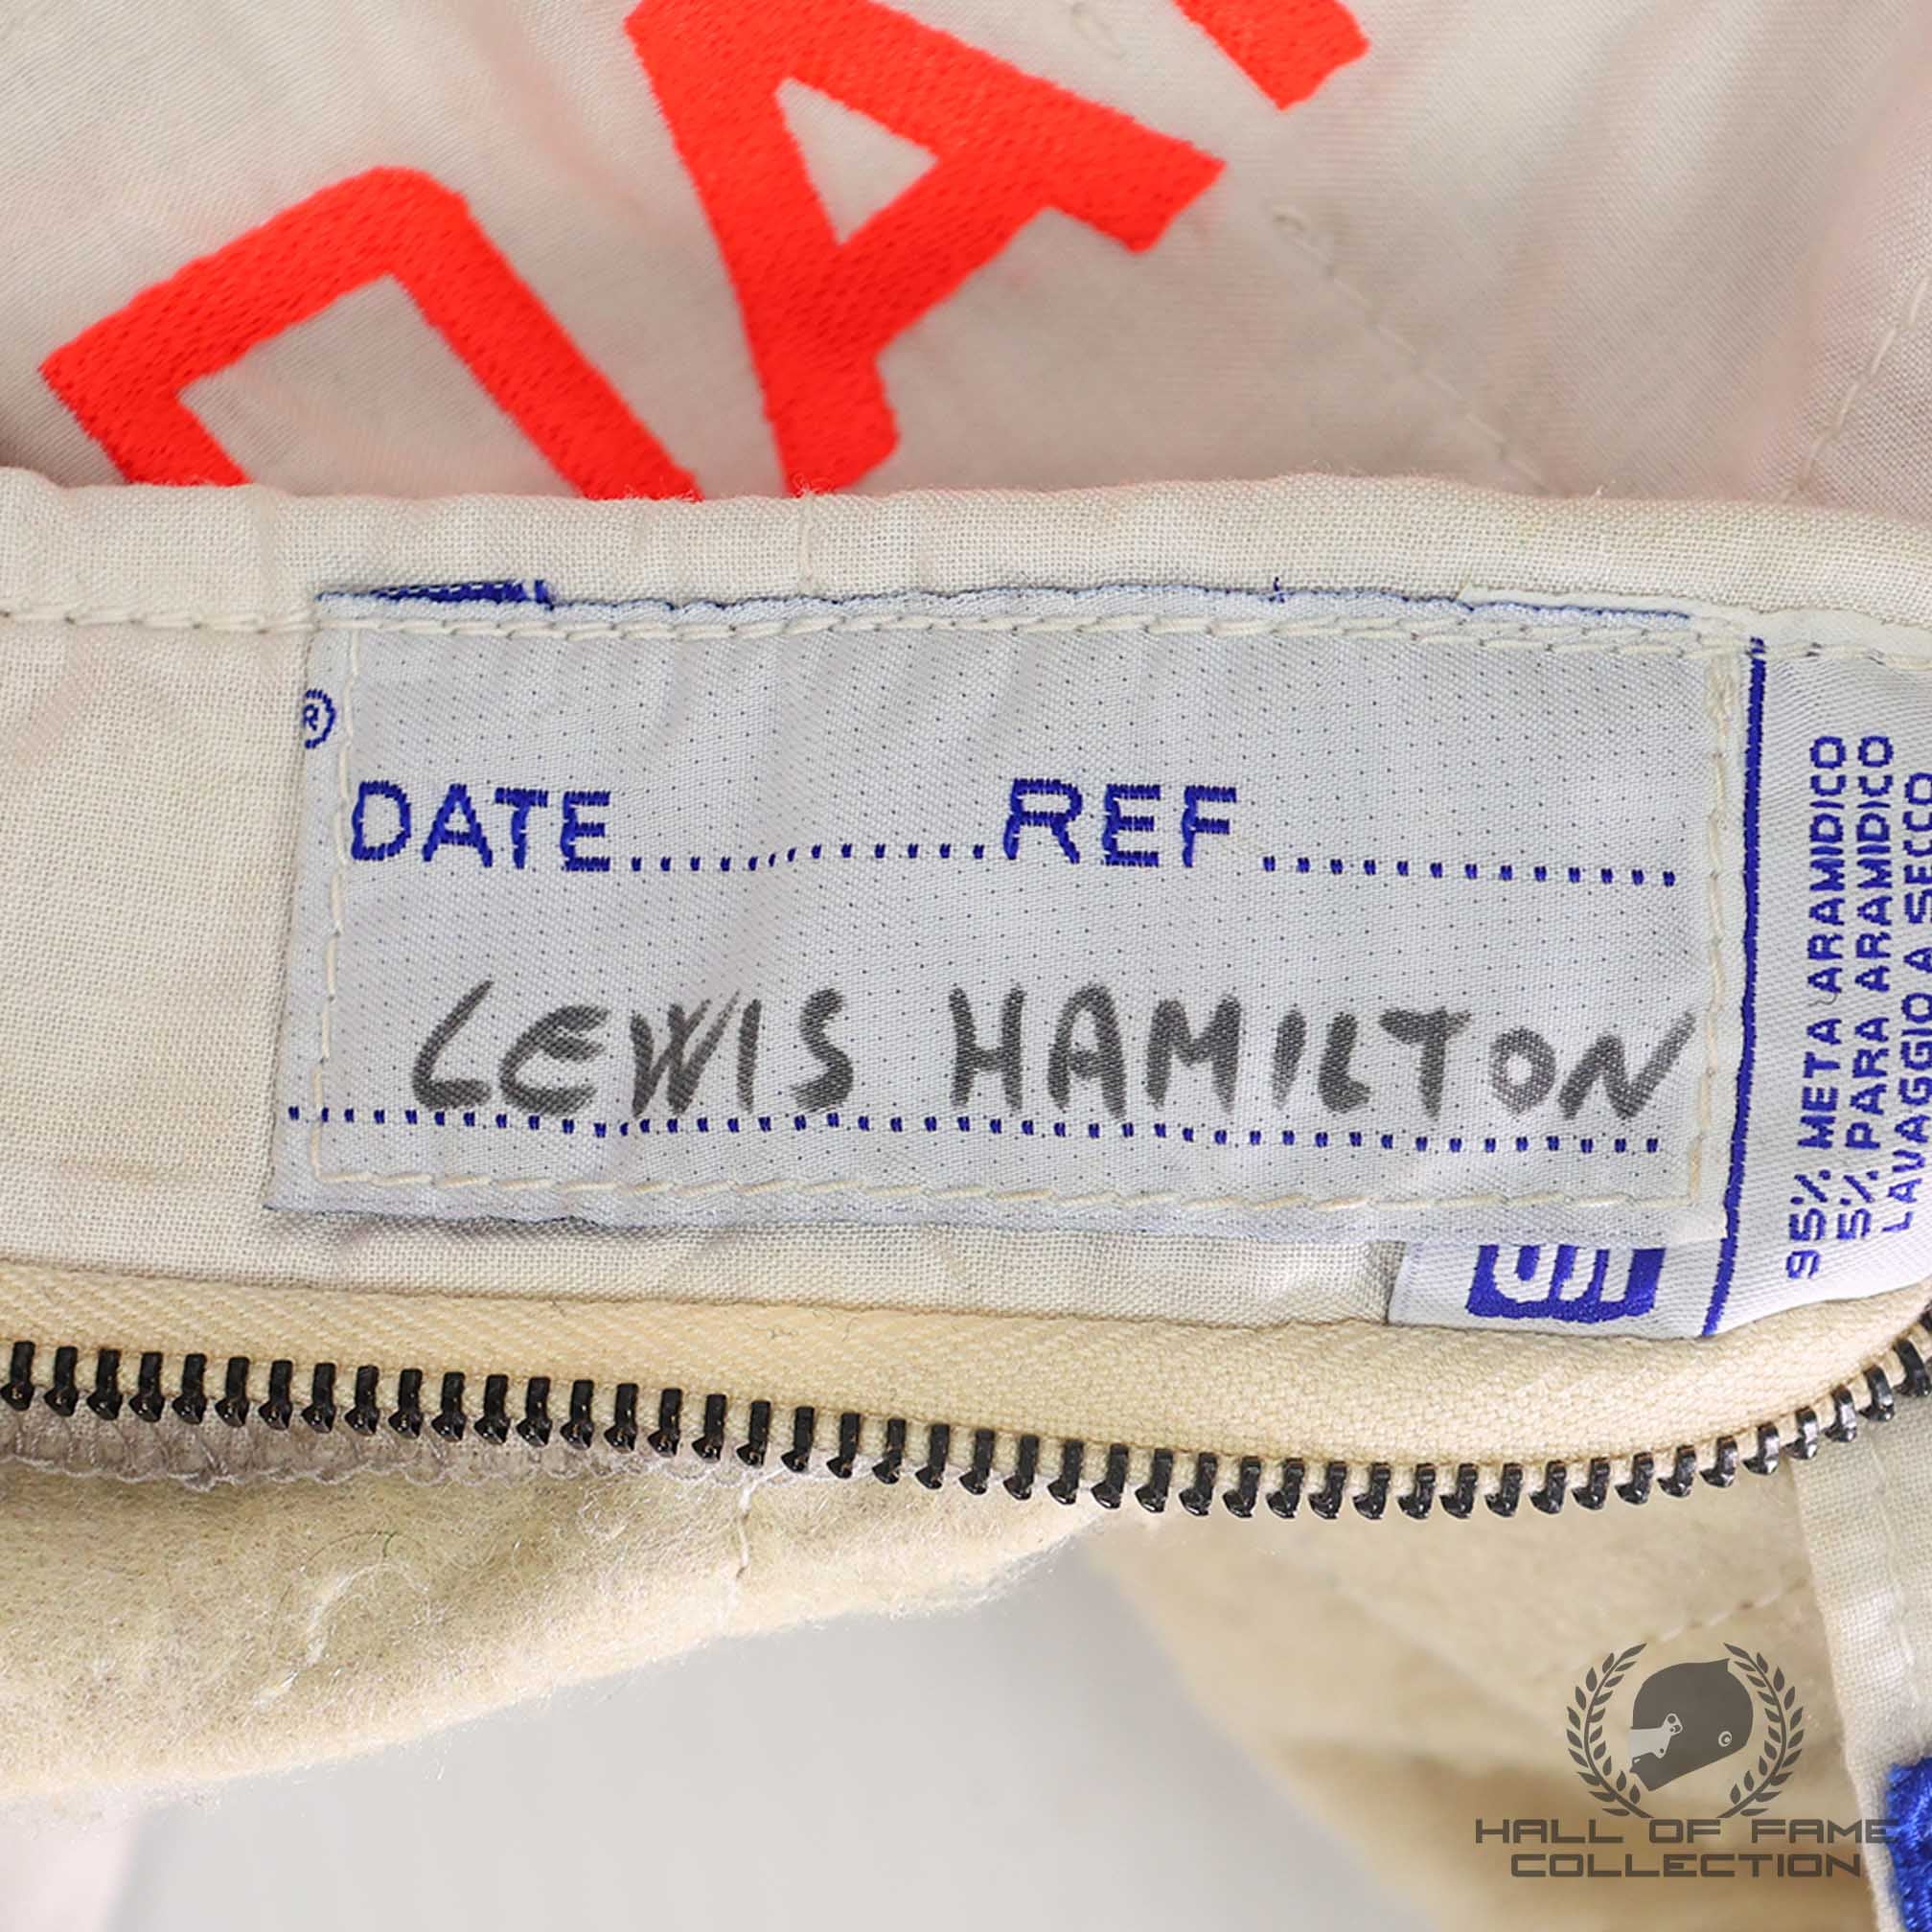 ®
DATE............REF.............
LEWIS HAMILTON
95% META ARAMIDICO
5% PARA ARAMIDICO
LAVAGGIO A SECCO
HALL OF FAME
COLLECTION